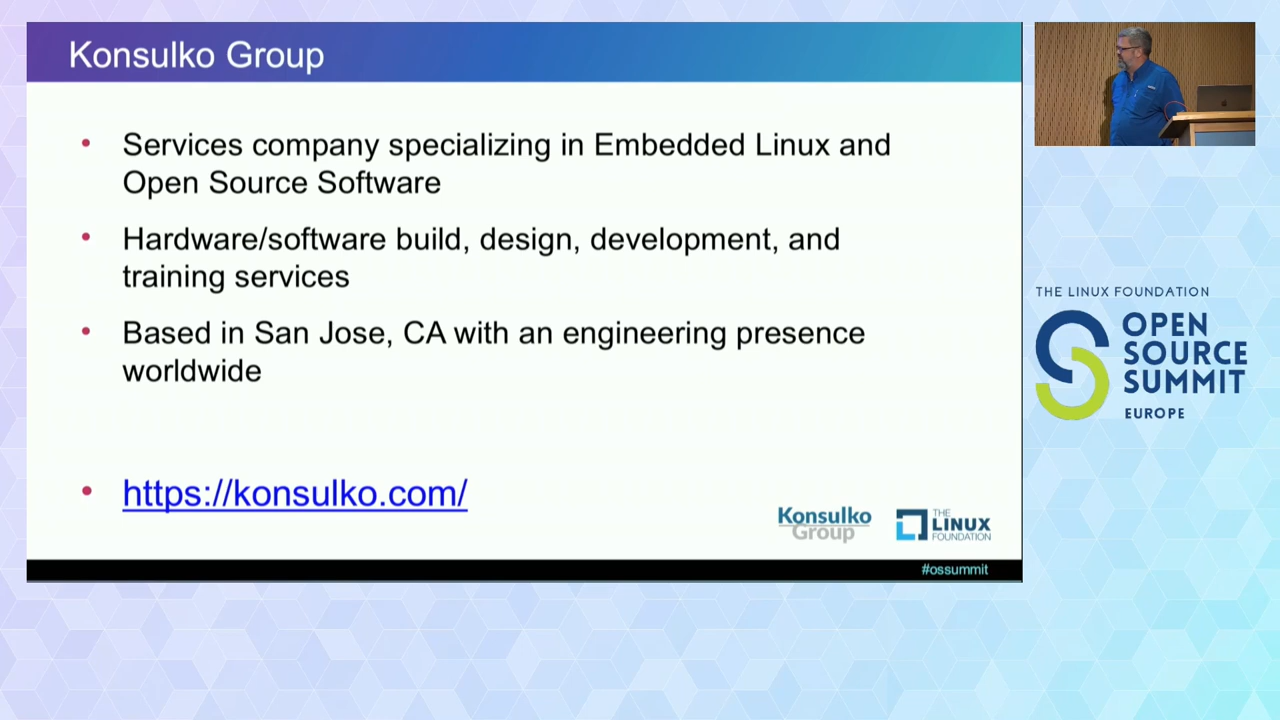 Konsulko Group
• Services company specializing in Embedded Linux and
Open Source Software
• Hardware/software build, design, development, and
training services
• Based in San Jose, CA with an engineering presence
worldwide
• https://konsulko.com/
Konsulko
Group
THE
LINUX
FOUNDATION
#ossummit
THE LINUX FOUNDATION
OPEN
SOURCE
SUMMIT
EUROPE